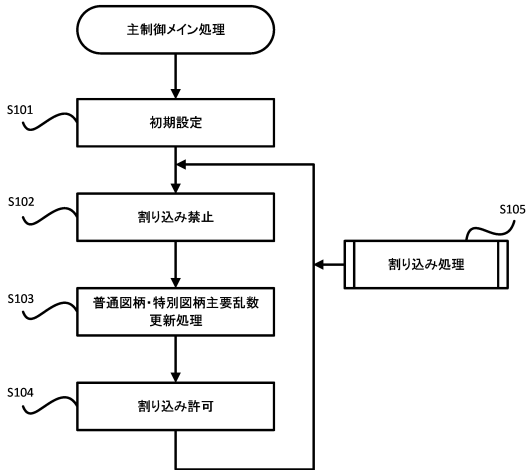 主制御メイン処理
S101
初期設定
S102
割り込み禁止
S105
割り込み処理
S103
普通図柄・特別図柄主要乱数
更新処理
S104
割り込み許可